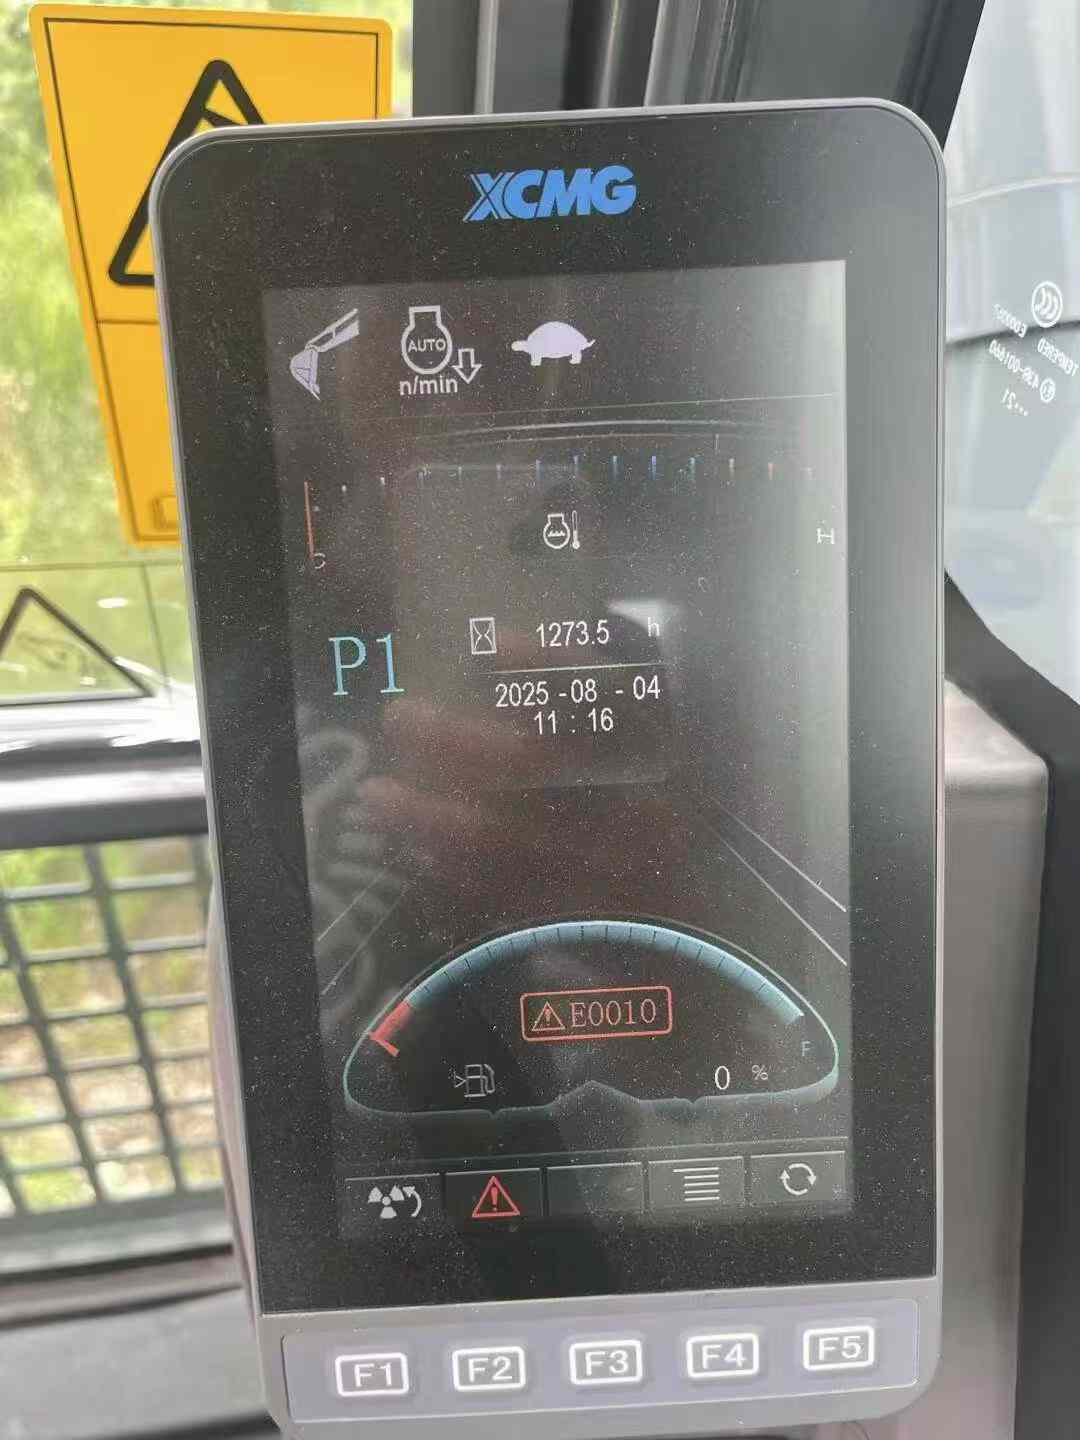 XCMG
AUTO
n/min
C
H
P1
1273.5 h
2025-08-04
11:16
E0010
F
0 %
F1
F2
F3
F4
F5